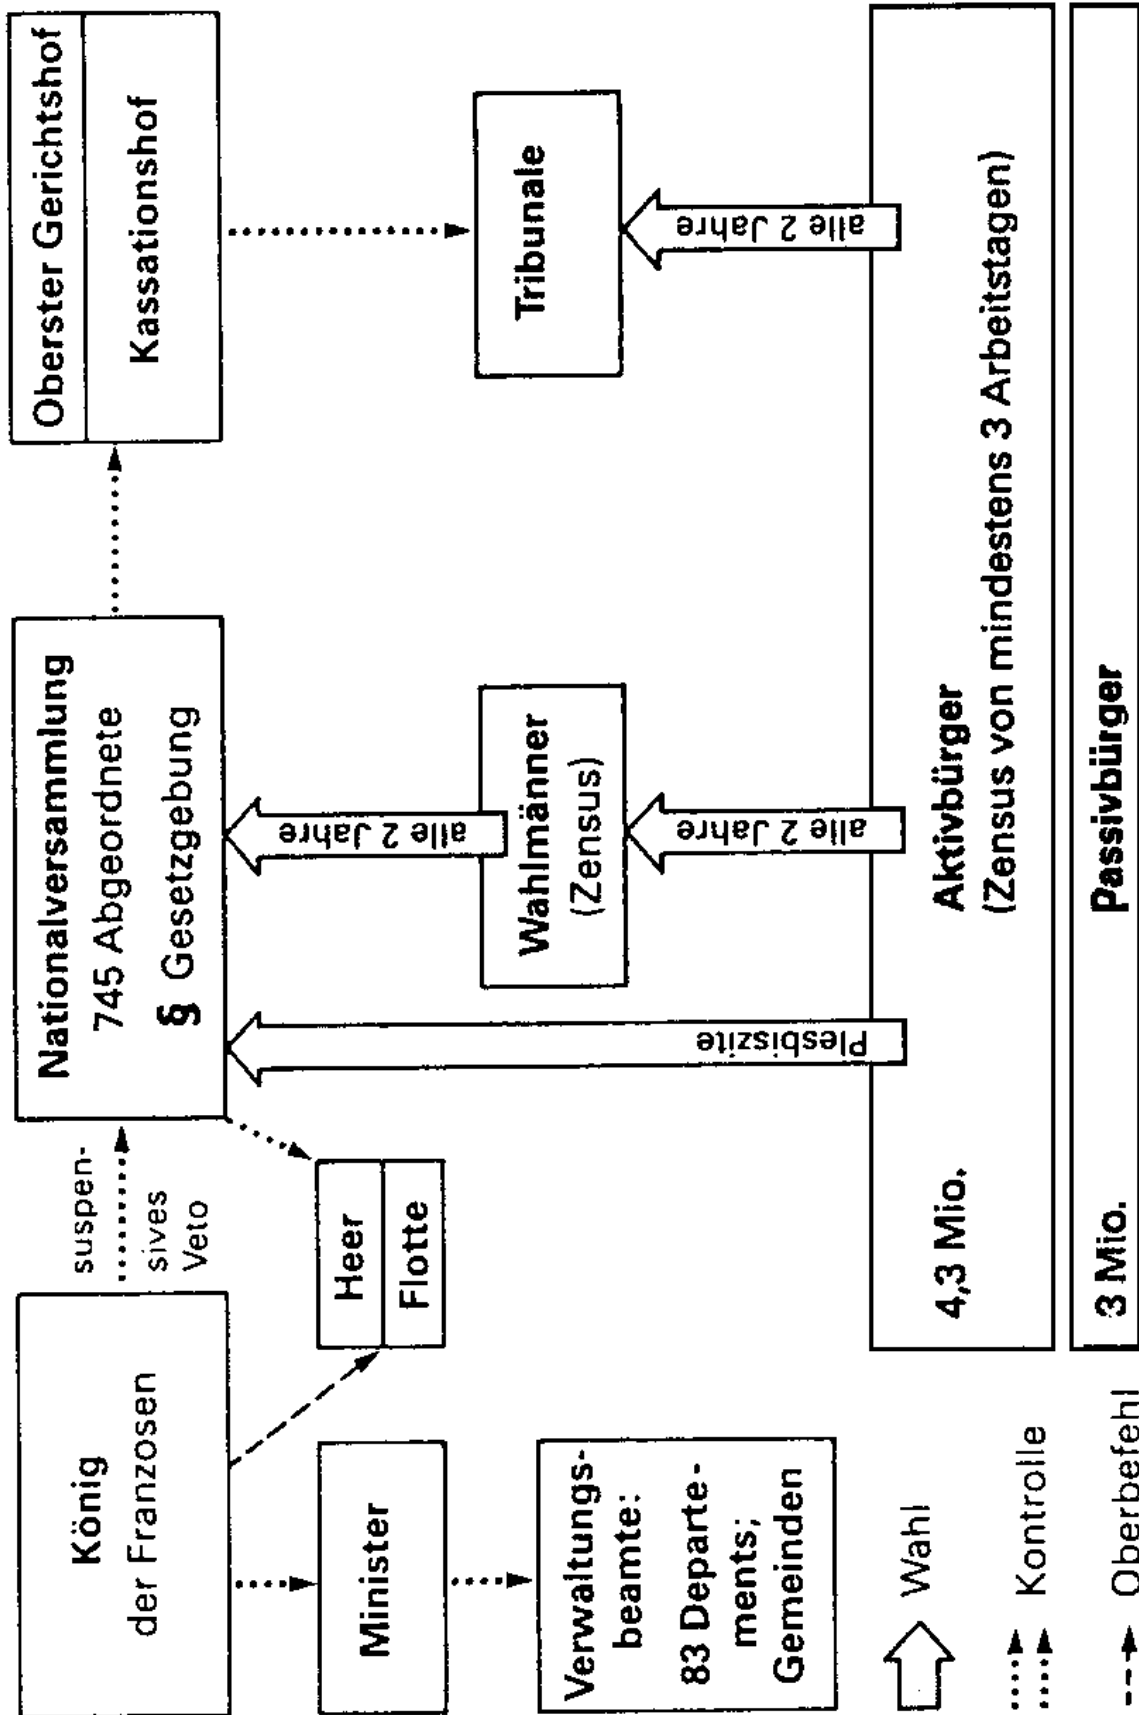 König
der Franzosen
suspen-
sives
Veto
Nationalversammlung
745 Abgeordnete
§ Gesetzgebung
Oberster Gerichtshof
Kassationshof
Minister
Heer
Flotte
Verwaltungs-
beamte:
83 Departe-
ments;
Gemeinden
Plesbiszite
alle 2 Jahre
Wahlmänner
(Zensus)
alle 2 Jahre
Tribunale
alle 2 Jahre
4,3 Mio.
Aktivbürger
(Zensus von mindestens 3 Arbeitstagen)
3 Mio.
Passivbürger
Wahl
Kontrolle
Oberbefehl